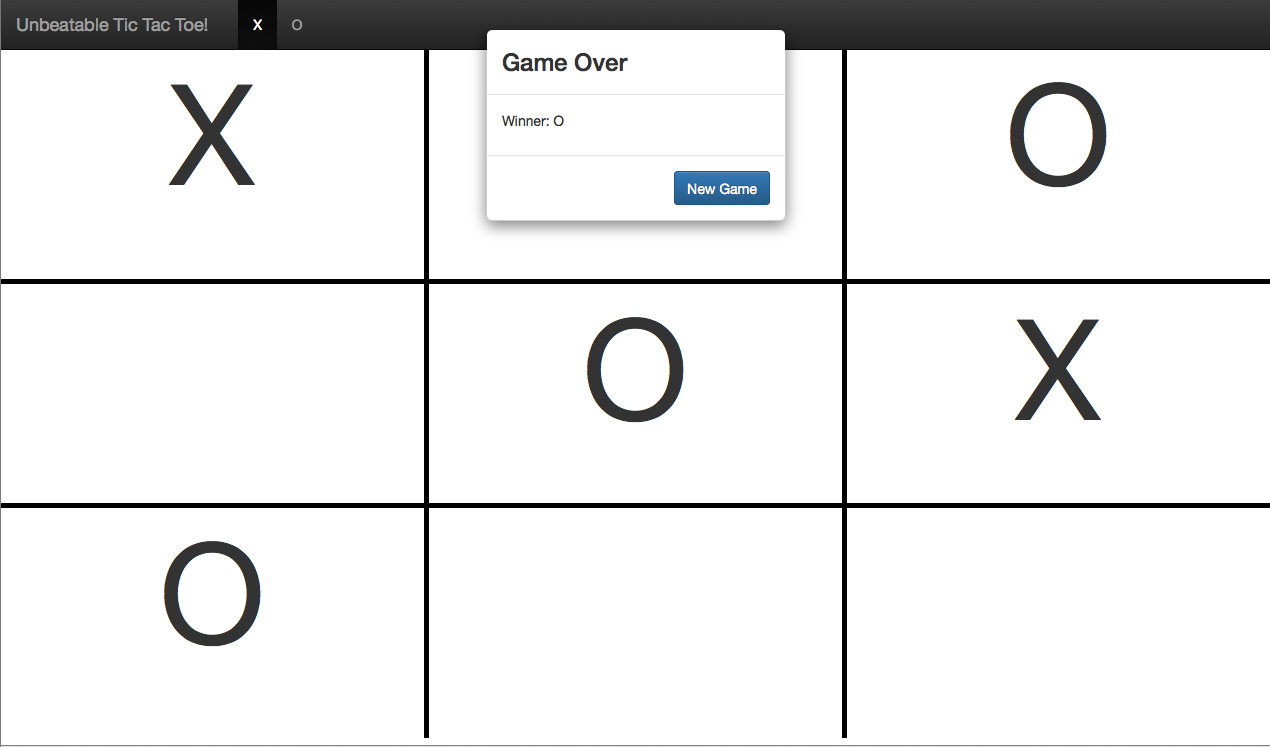 Unbeatable Tic Tac Toe! X O
Game Over
Winner: O
New Game
X O
O X
O